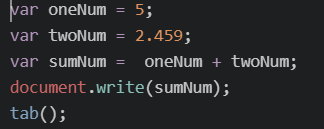 var oneNum = 5;
var twoNum = 2.459;
var sumNum =  oneNum + twoNum;
document.write(sumNum);
tab();